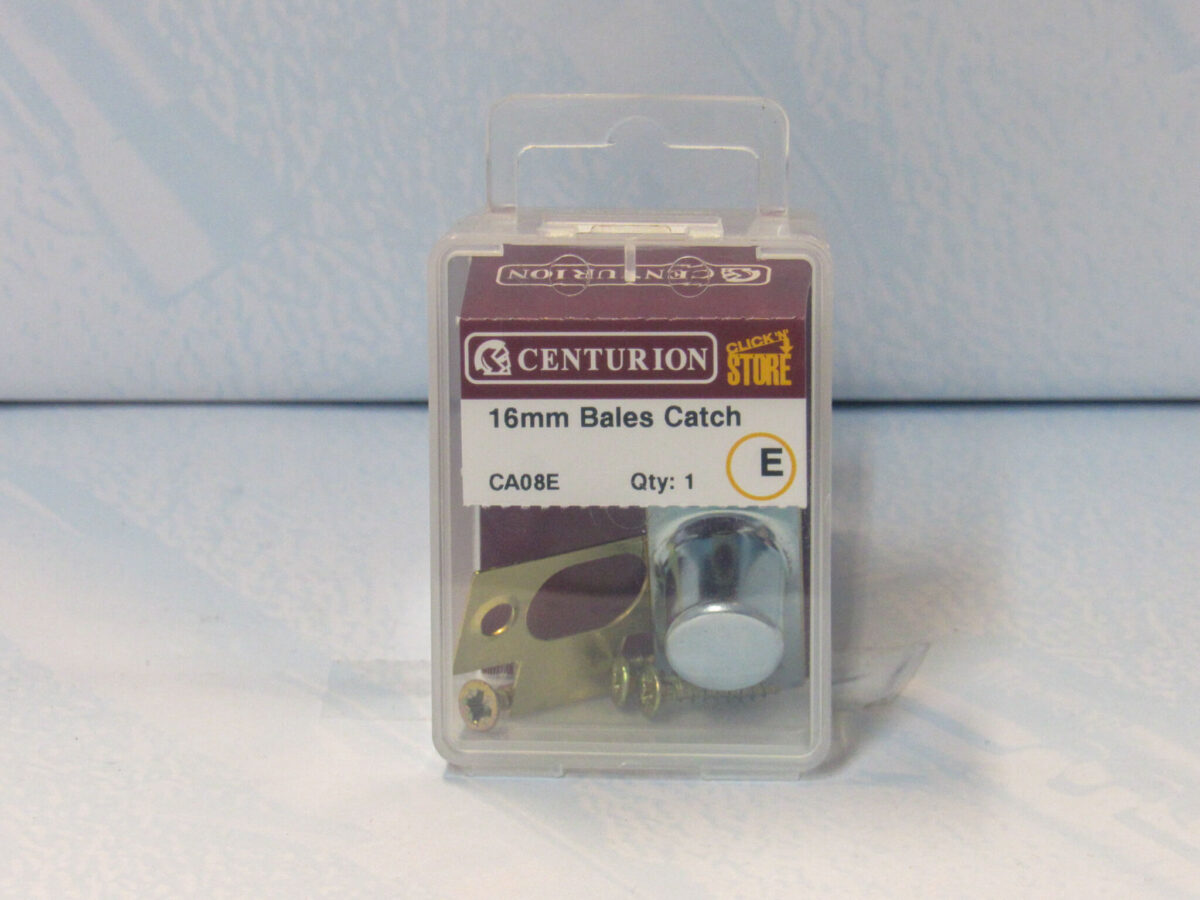 CENTURION
CENTURION
CLICK 'N'
STORE
16mm Bales Catch
E
CA08E
Qty: 1